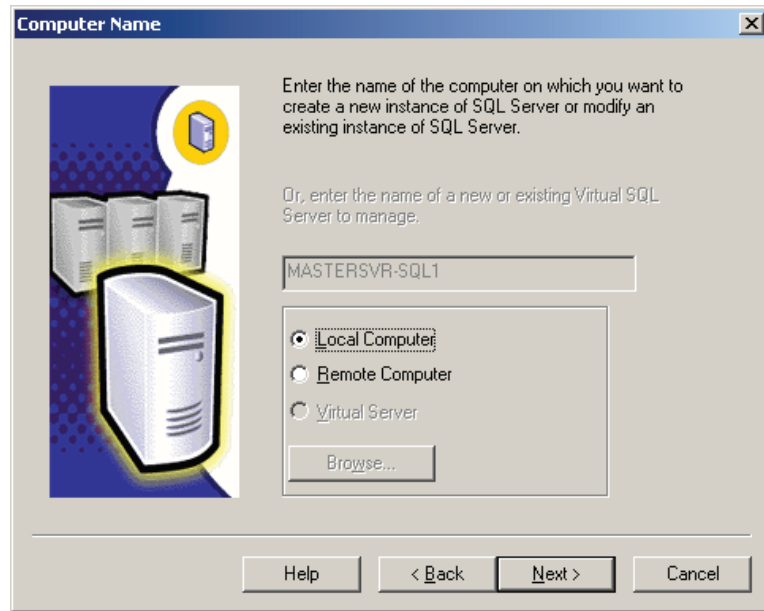 Computer Name
Enter the name of the computer on which you want to
create a new instance of SQL Server or modify an
existing instance of SQL Server.
Or, enter the name of a new or existing Virtual SQL
Server to manage.
MASTERSVR-SQL1
Local Computer
Remote Computer
Virtual Server
Browse...
Help
< Back
Next >
Cancel